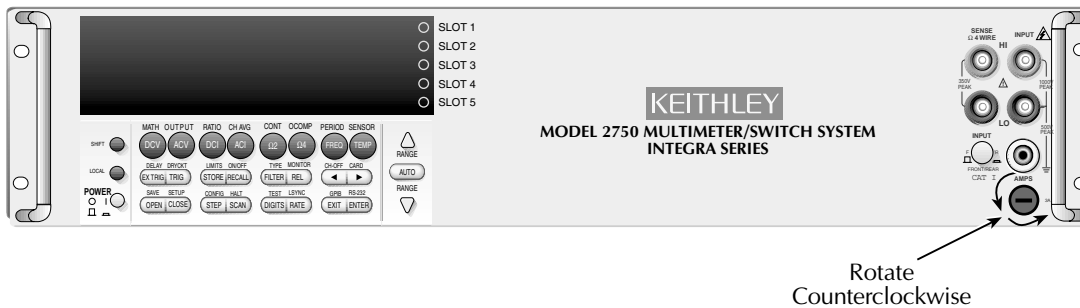 SLOT 1
SLOT 2
SLOT 3
SLOT 4
SLOT 5
KEITHLEY
MODEL 2750 MULTIMETER/SWITCH SYSTEM
INTEGRA SERIES
SENSE
Ω 4 WIRE
INPUT
HI
350V
PEAK
1000V
PEAK
LO
500V
PEAK
INPUT
F R
FRONT/REAR
CAT I
AMPS
3A
MATH OUTPUT RATIO CH AVG CONT OCOMP PERIOD SENSOR
SHIFT DCV ACV DCI ACI Ω2 Ω4 FREQ TEMP
RANGE
DELAY DRYCKT LIMITS ON/OFF TYPE MONITOR CH-OFF CARD
LOCAL EX TRIG TRIG STORE RECALL FILTER REL ◄ ► AUTO
RANGE
POWER
O I
SAVE SETUP CONFIG HALT TEST LSYNC GPIB RS-232
OPEN CLOSE STEP SCAN DIGITS RATE EXIT ENTER
Rotate
Counterclockwise